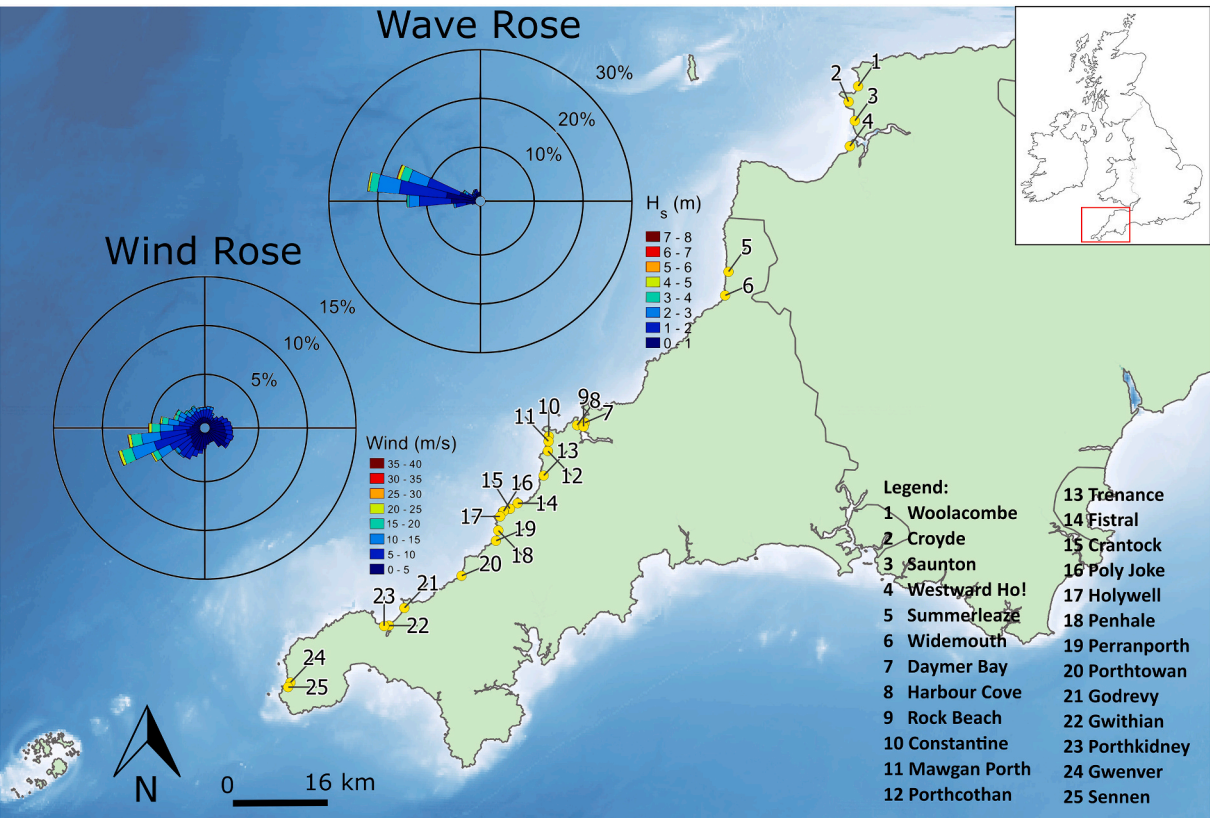 Wave Rose
30%
20%
10%
H_s (m)
7 - 8
6 - 7
5 - 6
4 - 5
3 - 4
2 - 3
1 - 2
0 - 1
Wind Rose
15%
10%
5%
Wind (m/s)
35 - 40
30 - 35
25 - 30
20 - 25
15 - 20
10 - 15
5 - 10
0 - 5
1
2
3
4
5
6
9
8
7
10
11
13
12
15
16
14
17
19
18
20
21
23
22
24
25
N
0 16 km
Legend:
1 Woolacombe
2 Croyde
3 Saunton
4 Westward Ho!
5 Summerleaze
6 Widemouth
7 Daymer Bay
8 Harbour Cove
9 Rock Beach
10 Constantine
11 Mawgan Porth
12 Porthcothan
13 Trenance
14 Fistral
15 Crantock
16 Poly Joke
17 Holywell
18 Penhale
19 Perranporth
20 Porthtowan
21 Godrevy
22 Gwithian
23 Porthkidney
24 Gwenver
25 Sennen